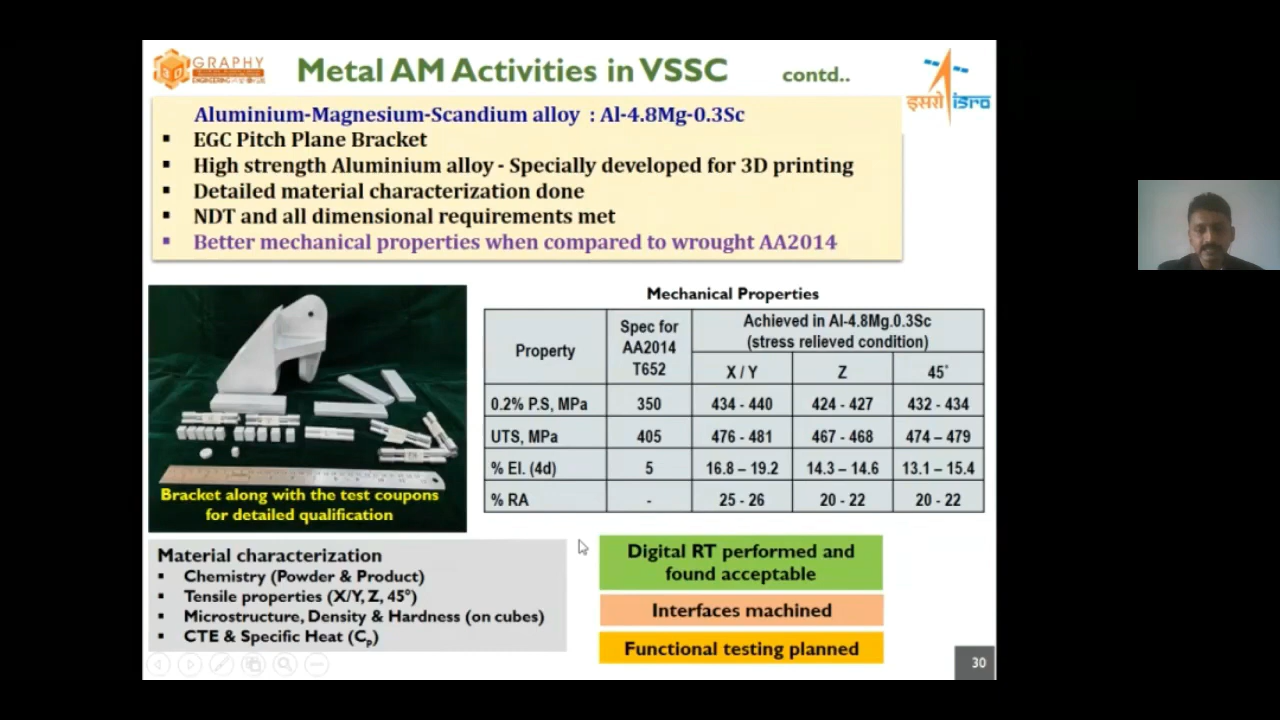 GRAPHY
Metal AM Activities in VSSC contd..
इसरो isro
Aluminium-Magnesium-Scandium alloy : Al-4.8Mg-0.3Sc
▪ EGC Pitch Plane Bracket
▪ High strength Aluminium alloy - Specially developed for 3D printing
▪ Detailed material characterization done
▪ NDT and all dimensional requirements met
▪ Better mechanical properties when compared to wrought AA2014
Bracket along with the test coupons
for detailed qualification
Mechanical Properties
Property
Spec for
AA2014
T652
Achieved in Al-4.8Mg.0.3Sc
(stress relieved condition)
X / Y Z 45°
0.2% P.S, MPa 350 434 - 440 424 - 427 432 - 434
UTS, MPa 405 476 - 481 467 - 468 474 – 479
% El. (4d) 5 16.8 – 19.2 14.3 – 14.6 13.1 – 15.4
% RA - 25 - 26 20 - 22 20 - 22
Material characterization
▪ Chemistry (Powder & Product)
▪ Tensile properties (X/Y, Z, 45°)
▪ Microstructure, Density & Hardness (on cubes)
▪ CTE & Specific Heat (Cp)
Digital RT performed and
found acceptable
Interfaces machined
Functional testing planned
30